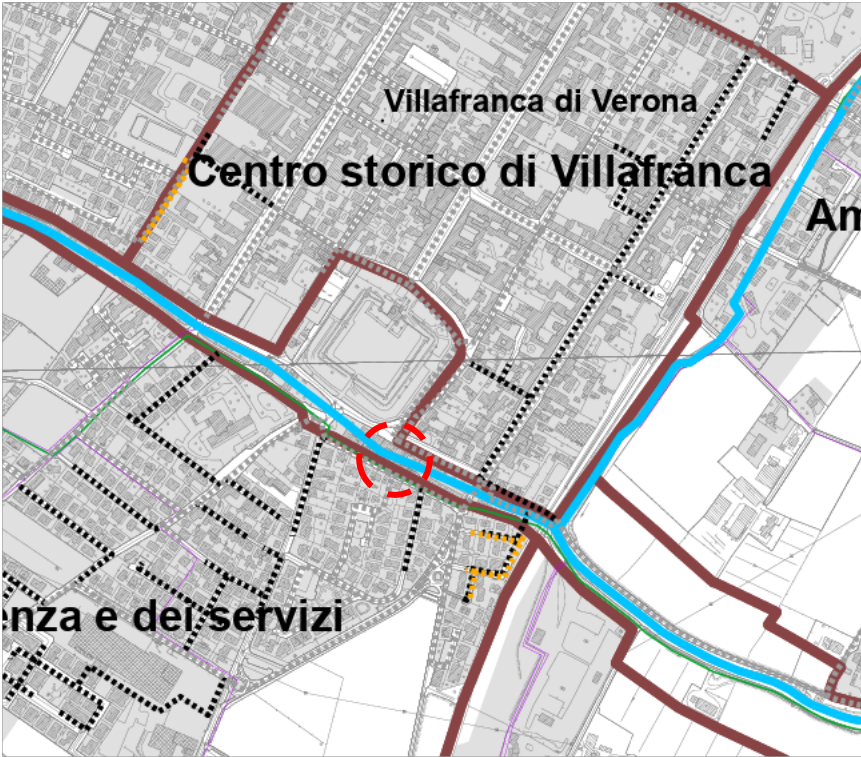 Villafranca di Verona
Centro storico di Villafranca
Am
enza e dei servizi